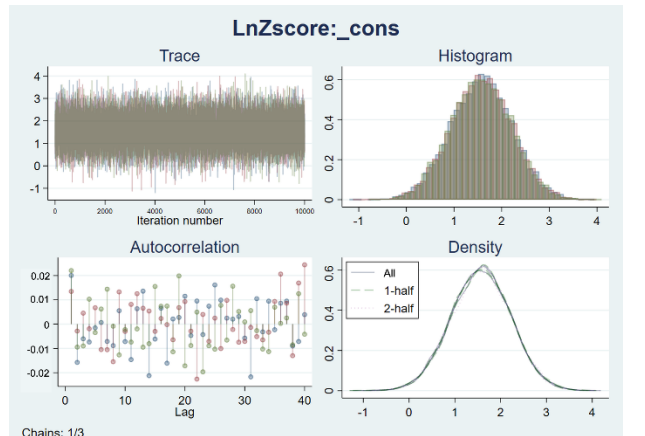 LnZscore:_cons
Trace
4
3
2
1
0
-1
0 2000 4000 6000 8000 10000
Iteration number
Histogram
0.6
0.4
0.2
0
-1 0 1 2 3 4
Autocorrelation
0.02
0.01
0
-0.01
-0.02
0 10 20 30 40
Lag
Density
All
1-half
2-half
0.6
0.4
0.2
0
-1 0 1 2 3 4
Chains: 1/3